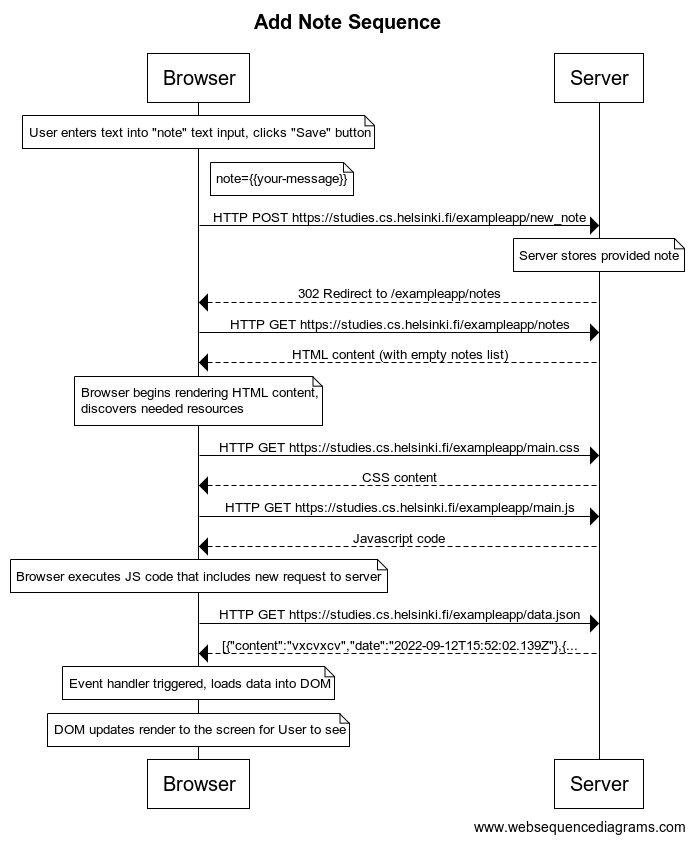 Add Note Sequence
Browser
Server
User enters text into "note" text input, clicks "Save" button
note={{your-message}}
HTTP POST https://studies.cs.helsinki.fi/exampleapp/new_note
Server stores provided note
302 Redirect to /exampleapp/notes
HTTP GET https://studies.cs.helsinki.fi/exampleapp/notes
HTML content (with empty notes list)
Browser begins rendering HTML content,
discovers needed resources
HTTP GET https://studies.cs.helsinki.fi/exampleapp/main.css
CSS content
HTTP GET https://studies.cs.helsinki.fi/exampleapp/main.js
Javascript code
Browser executes JS code that includes new request to server
HTTP GET https://studies.cs.helsinki.fi/exampleapp/data.json
[{"content":"vxcvxcv","date":"2022-09-12T15:52:02.139Z"},{...
Event handler triggered, loads data into DOM
DOM updates render to the screen for User to see
Browser
Server
www.websequencediagrams.com